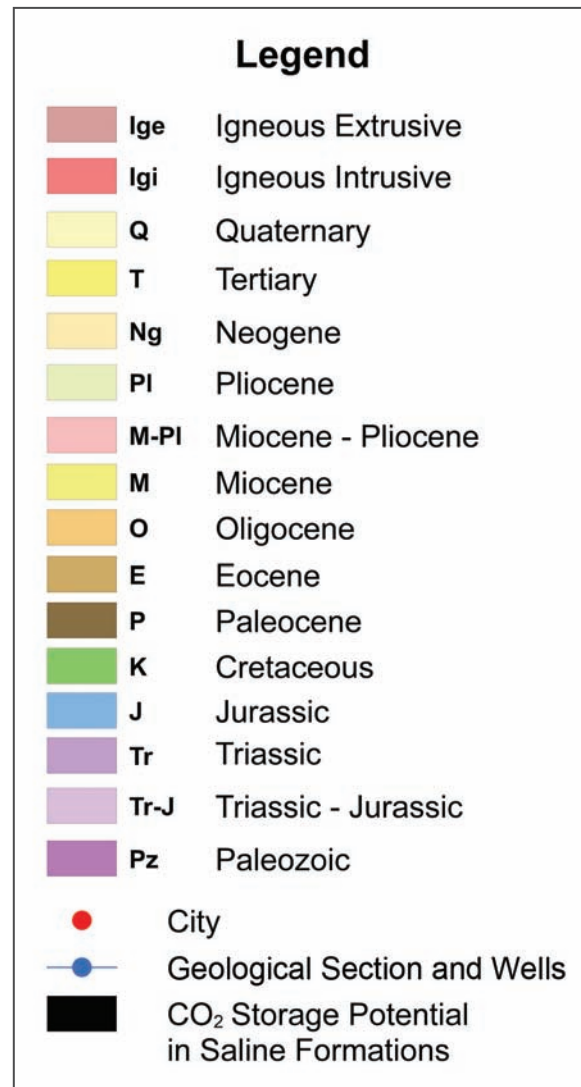 Legend
Ige Igneous Extrusive
Igi Igneous Intrusive
Q Quaternary
T Tertiary
Ng Neogene
Pl Pliocene
M-Pl Miocene - Pliocene
M Miocene
O Oligocene
E Eocene
P Paleocene
K Cretaceous
J Jurassic
Tr Triassic
Tr-J Triassic - Jurassic
Pz Paleozoic
City
Geological Section and Wells
CO₂ Storage Potential
in Saline Formations